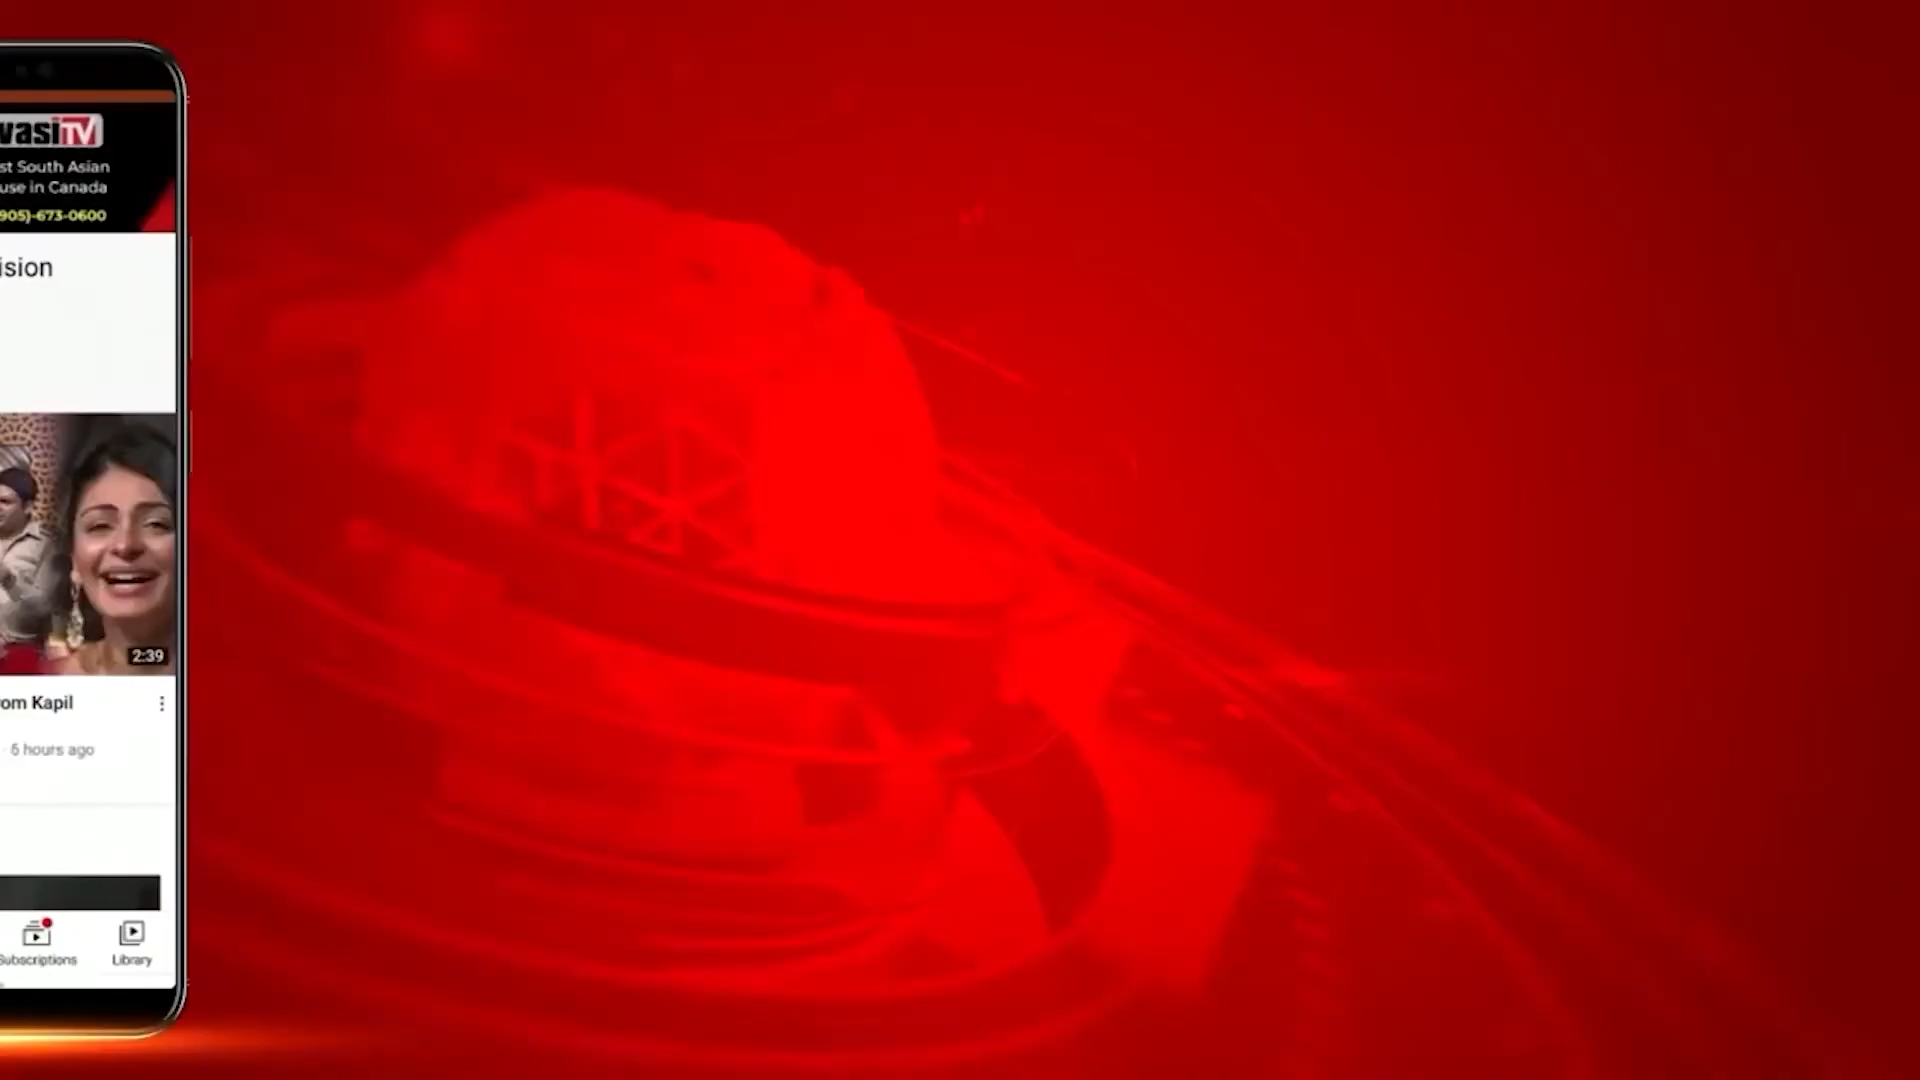 vasiTV
st South Asian
use in Canada
905)-673-0600
ision
2:39
om Kapil
6 hours ago
Subscriptions
Library